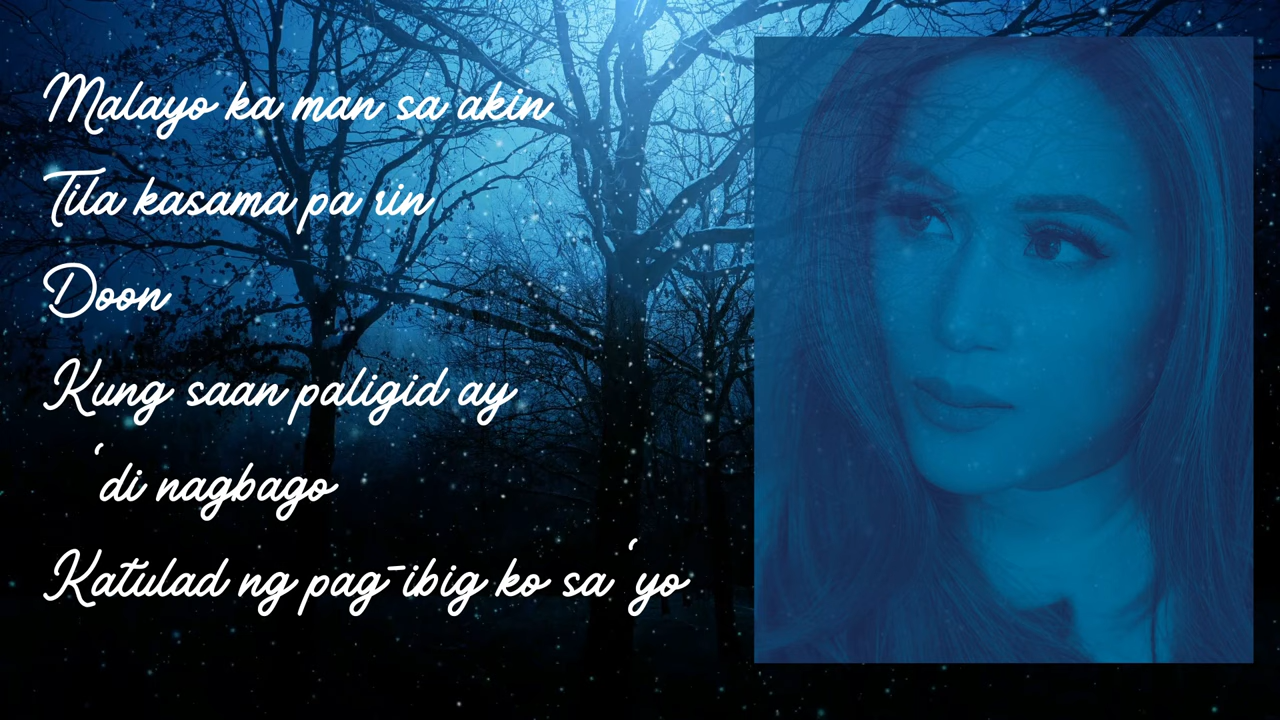 Malayo ka man sa akin
Tila kasama pa rin
Doon
Kung saan paligid ay
‘di nagbago
Katulad ng pag-ibig ko sa ‘yo